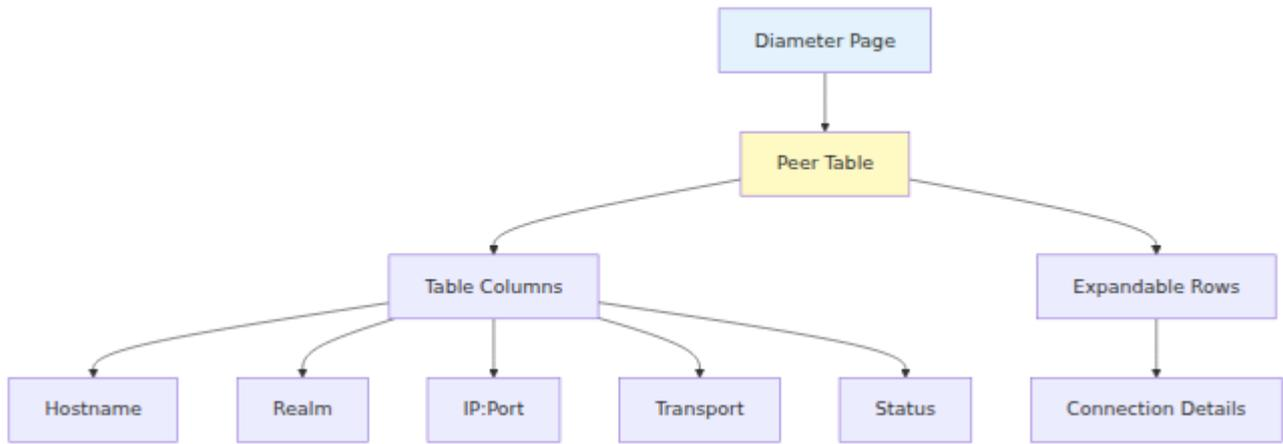 Diameter Page
Peer Table
Table Columns
Expandable Rows
Hostname
Realm
IP:Port
Transport
Status
Connection Details